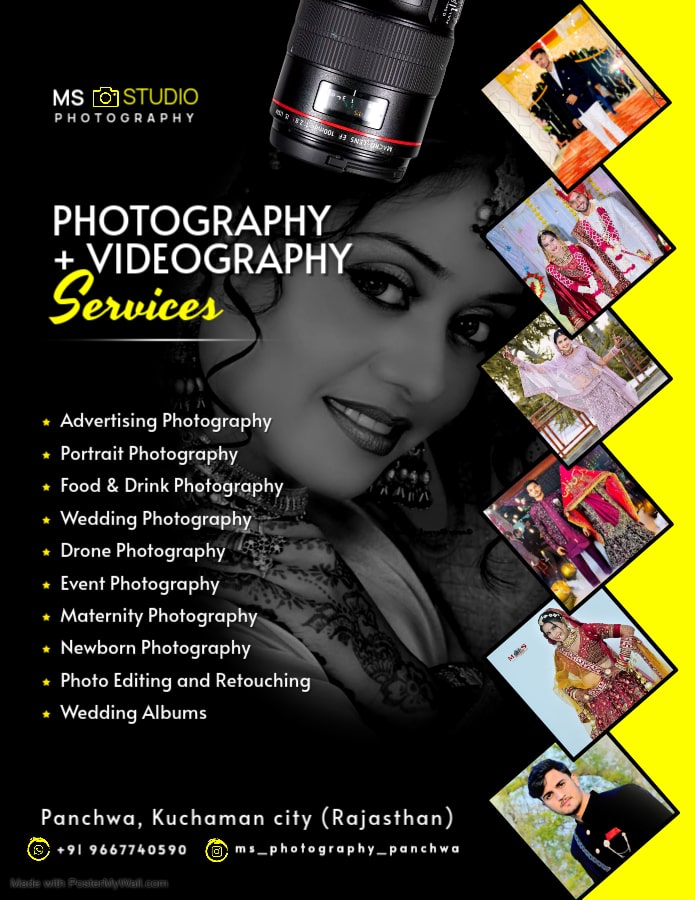 MS STUDIO
PHOTOGRAPHY
PHOTOGRAPHY
+ VIDEOGRAPHY
Services
Advertising Photography
Portrait Photography
Food & Drink Photography
Wedding Photography
Drone Photography
Event Photography
Maternity Photography
Newborn Photography
Photo Editing and Retouching
Wedding Albums
Panchwa, Kuchaman city (Rajasthan)
+91 9667740590 ms_photography_panchwa
Made with PosterMyWall.com